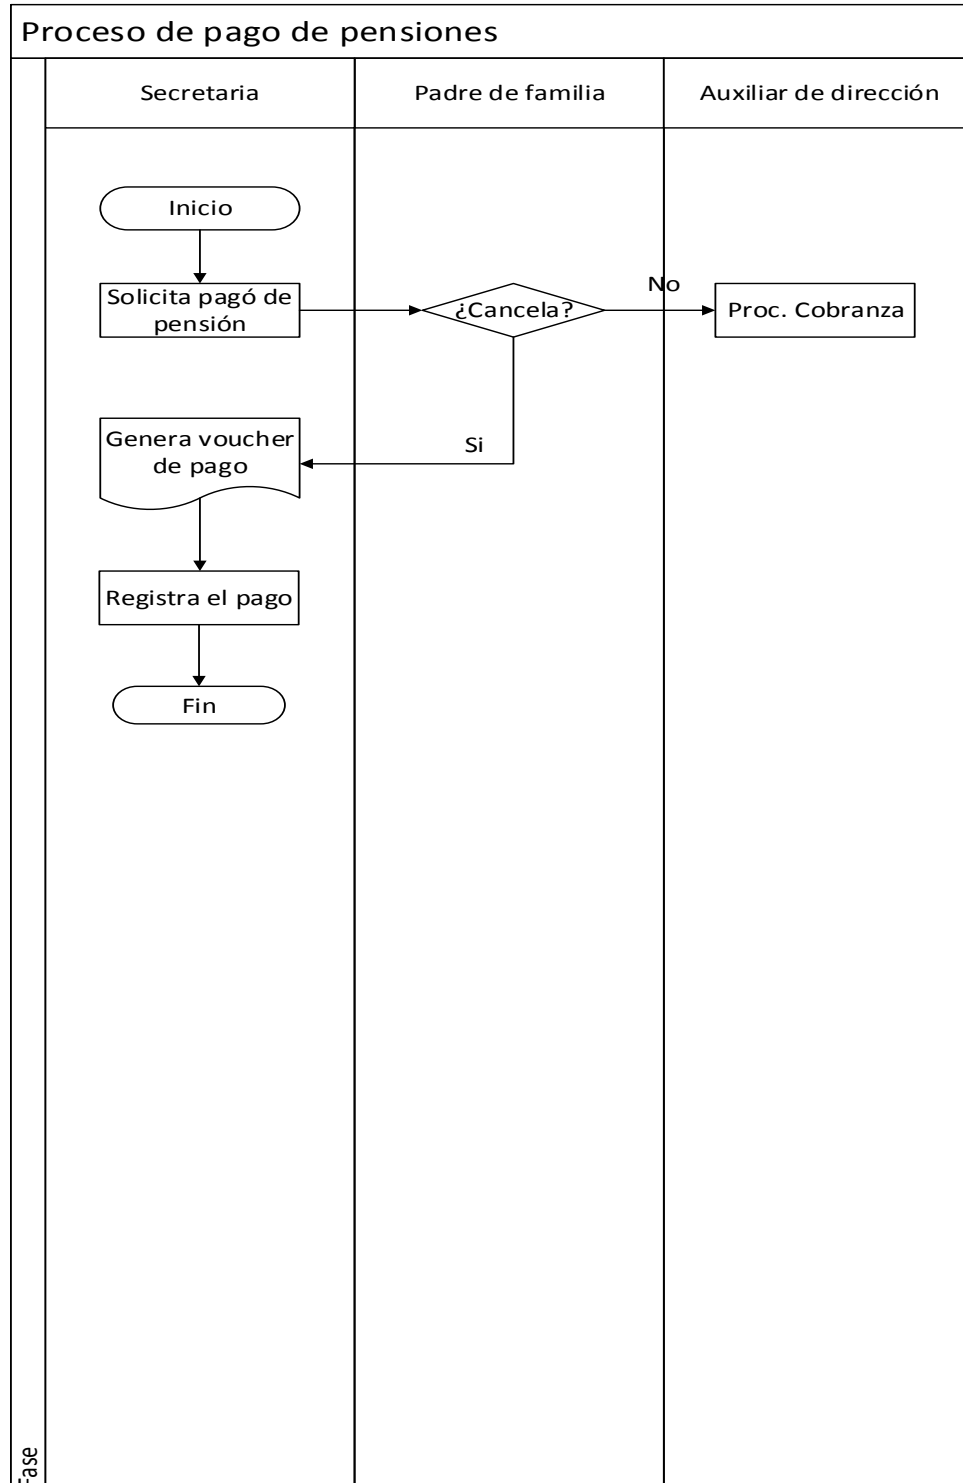 Proceso de pago de pensiones
Secretaria
Padre de familia
Auxiliar de dirección
Inicio
Solicita pagó de
pensión
¿Cancela?
No
Proc. Cobranza
Genera voucher
de pago
Si
Registra el pago
Fin
Fase